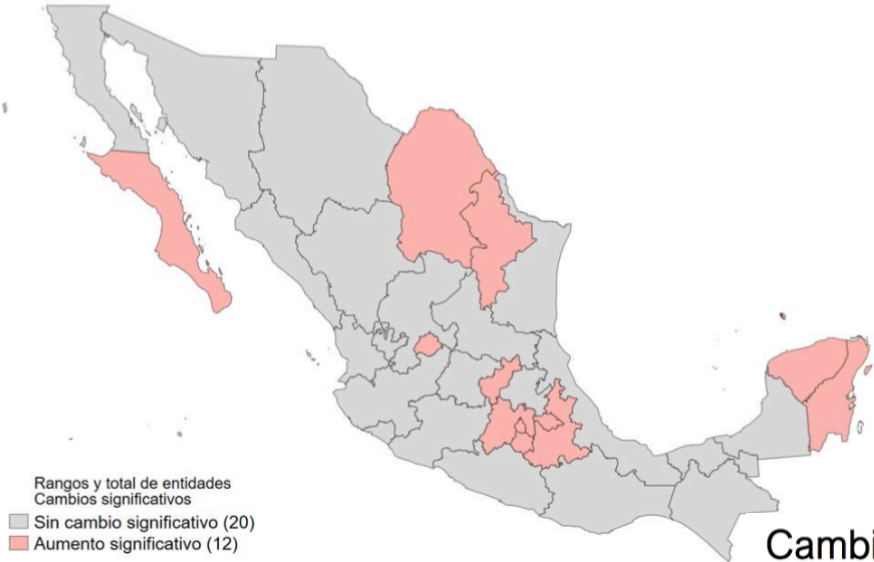 Rangos y total de entidades
Cambios significativos
Sin cambio significativo (20)
Aumento significativo (12)
Cambi